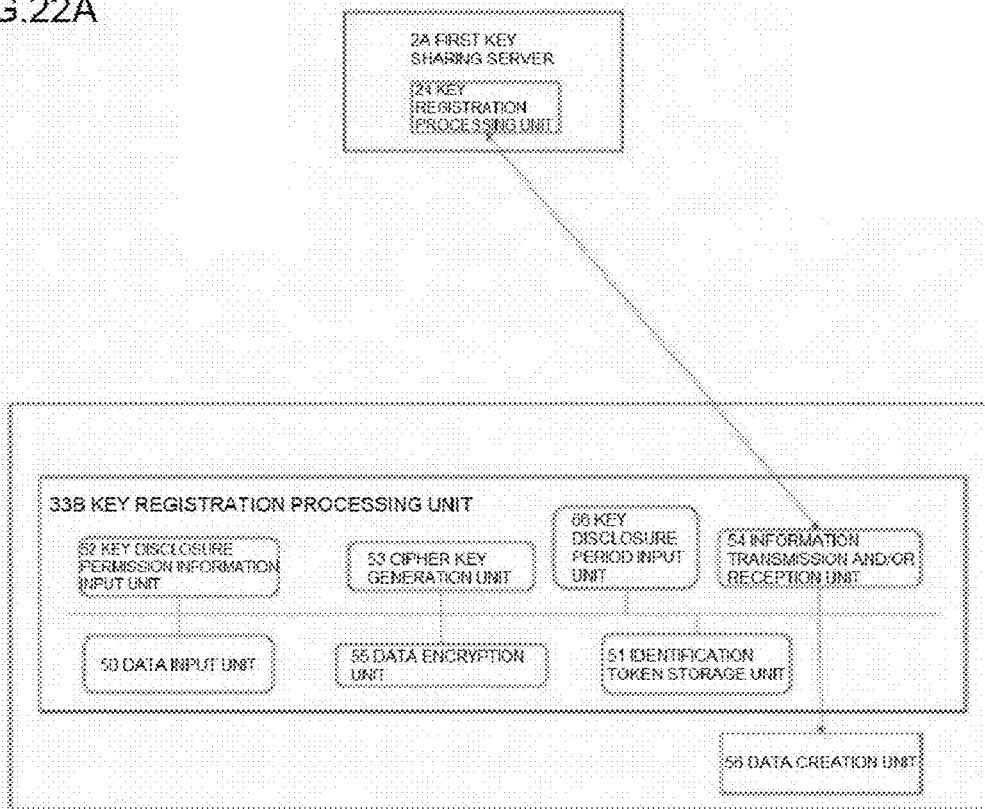 G.22A
2A FIRST KEY
SHARING SERVER
24 KEY
REGISTRATION
PROCESSING UNIT
33B KEY REGISTRATION PROCESSING UNIT
52 KEY DISCLOSURE
PERMISSION INFORMATION
INPUT UNIT
53 CIPHER KEY
GENERATION UNIT
66 KEY
DISCLOSURE
PERIOD INPUT
UNIT
54 INFORMATION
TRANSMISSION AND/OR
RECEPTION UNIT
50 DATA INPUT UNIT
55 DATA ENCRYPTION
UNIT
51 IDENTIFICATION
TOKEN STORAGE UNIT
56 DATA CREATION UNIT